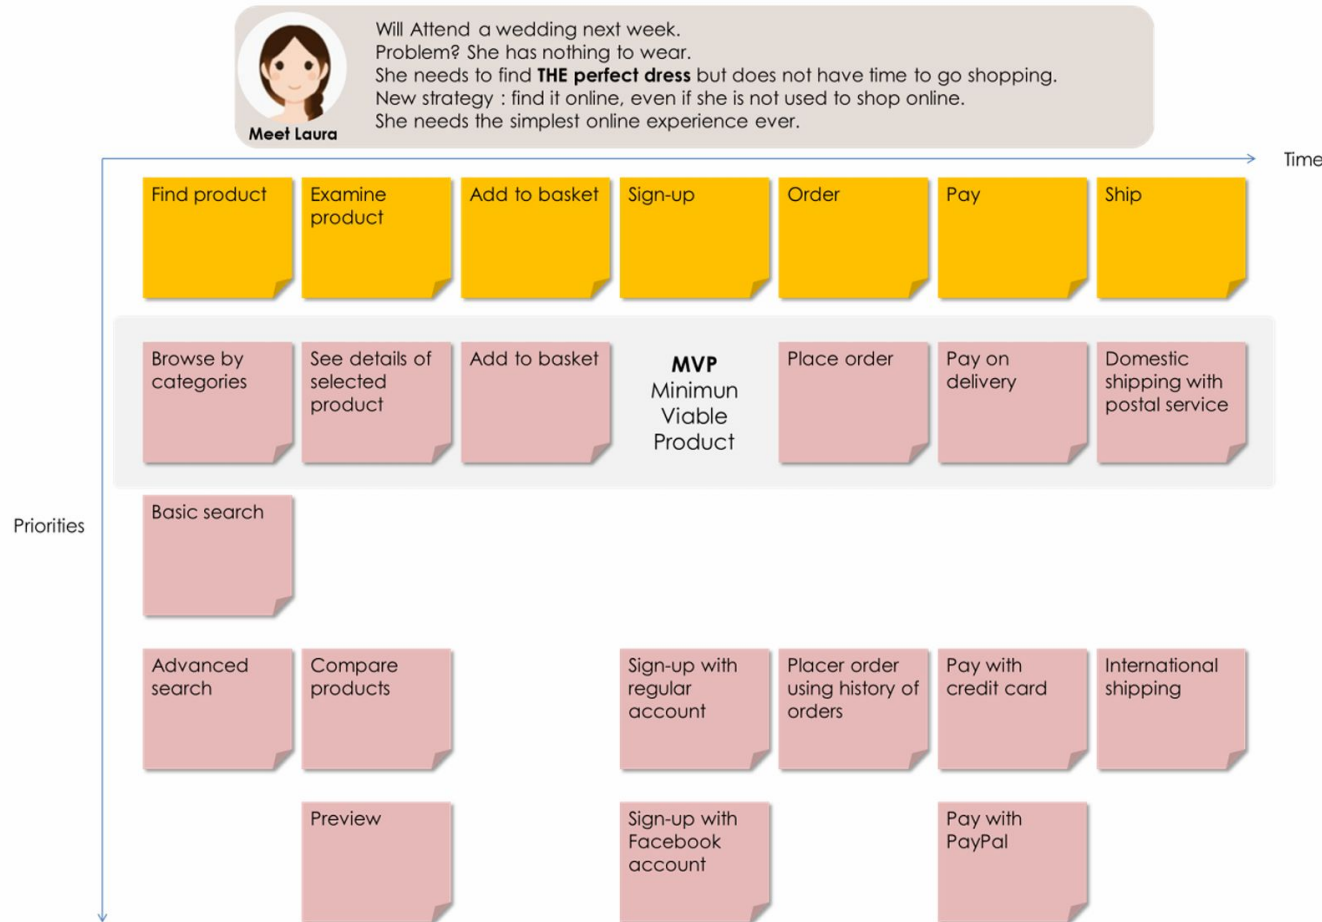 Will Attend a wedding next week.
Problem? She has nothing to wear.
She needs to find THE perfect dress but does not have time to go shopping.
New strategy : find it online, even if she is not used to shop online.
She needs the simplest online experience ever.
Meet Laura
Time
Find product
Examine
product
Add to basket
Sign-up
Order
Pay
Ship
Browse by
categories
See details of
selected
product
Add to basket
MVP
Minimun
Viable
Product
Place order
Pay on
delivery
Domestic
shipping with
postal service
Priorities
Basic search
Advanced
search
Compare
products
Sign-up with
regular
account
Placer order
using history of
orders
Pay with
credit card
International
shipping
Preview
Sign-up with
Facebook
account
Pay with
PayPal